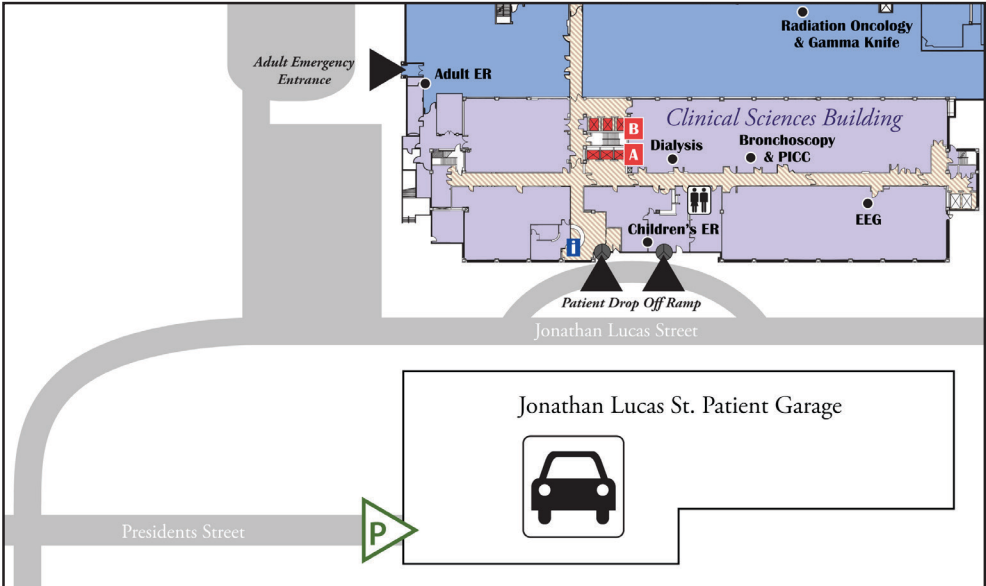 Radiation Oncology
& Gamma Knife
Adult Emergency
Entrance
Adult ER
Clinical Sciences Building
B
A
Dialysis
Bronchoscopy
& PICC
EEG
Children's ER
i
Patient Drop Off Ramp
Jonathan Lucas Street
Jonathan Lucas St. Patient Garage
Presidents Street
P